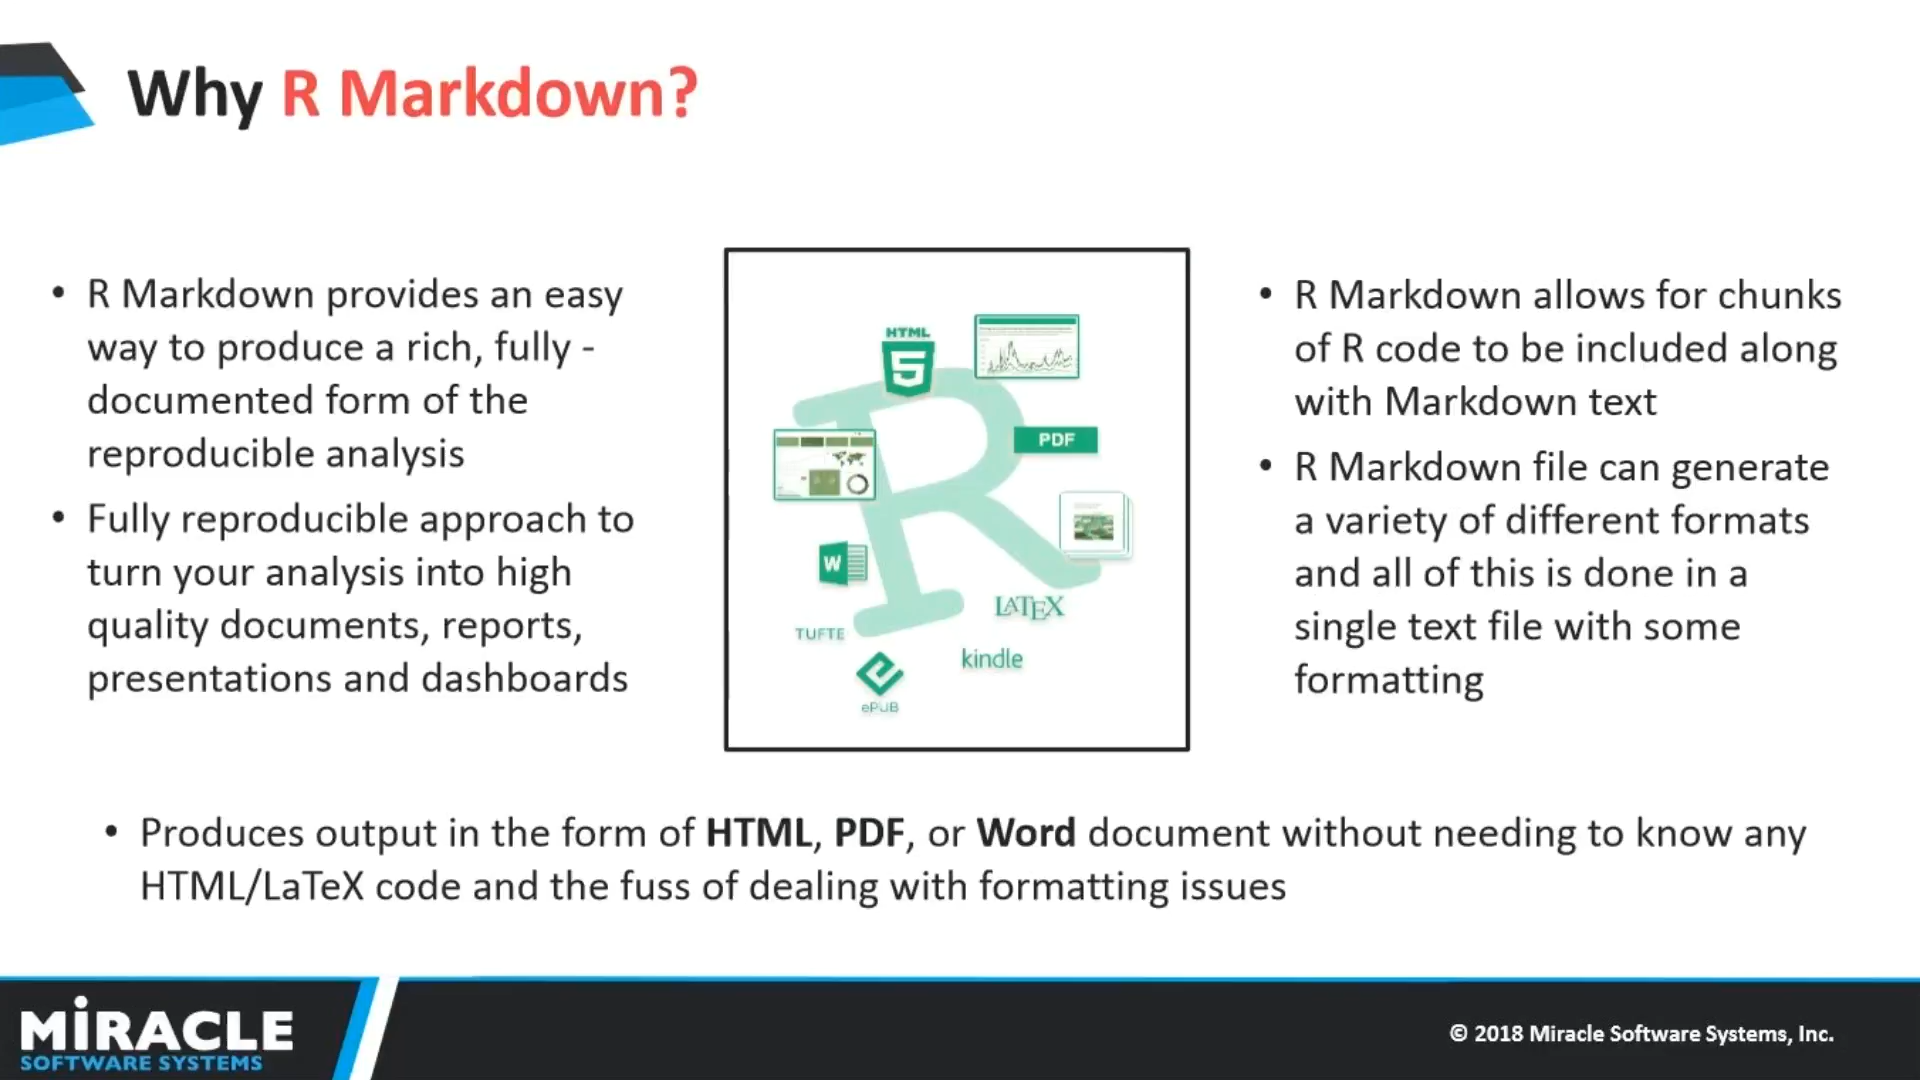 Why R Markdown?
• R Markdown provides an easy
way to produce a rich, fully -
documented form of the
reproducible analysis
• Fully reproducible approach to
turn your analysis into high
quality documents, reports,
presentations and dashboards
HTML
5
PDF
W
LATEX
TUFTE
kindle
ePUB
• R Markdown allows for chunks
of R code to be included along
with Markdown text
• R Markdown file can generate
a variety of different formats
and all of this is done in a
single text file with some
formatting
• Produces output in the form of HTML, PDF, or Word document without needing to know any
HTML/LaTeX code and the fuss of dealing with formatting issues
MiRACLE
SOFTWARE SYSTEMS
© 2018 Miracle Software Systems, Inc.